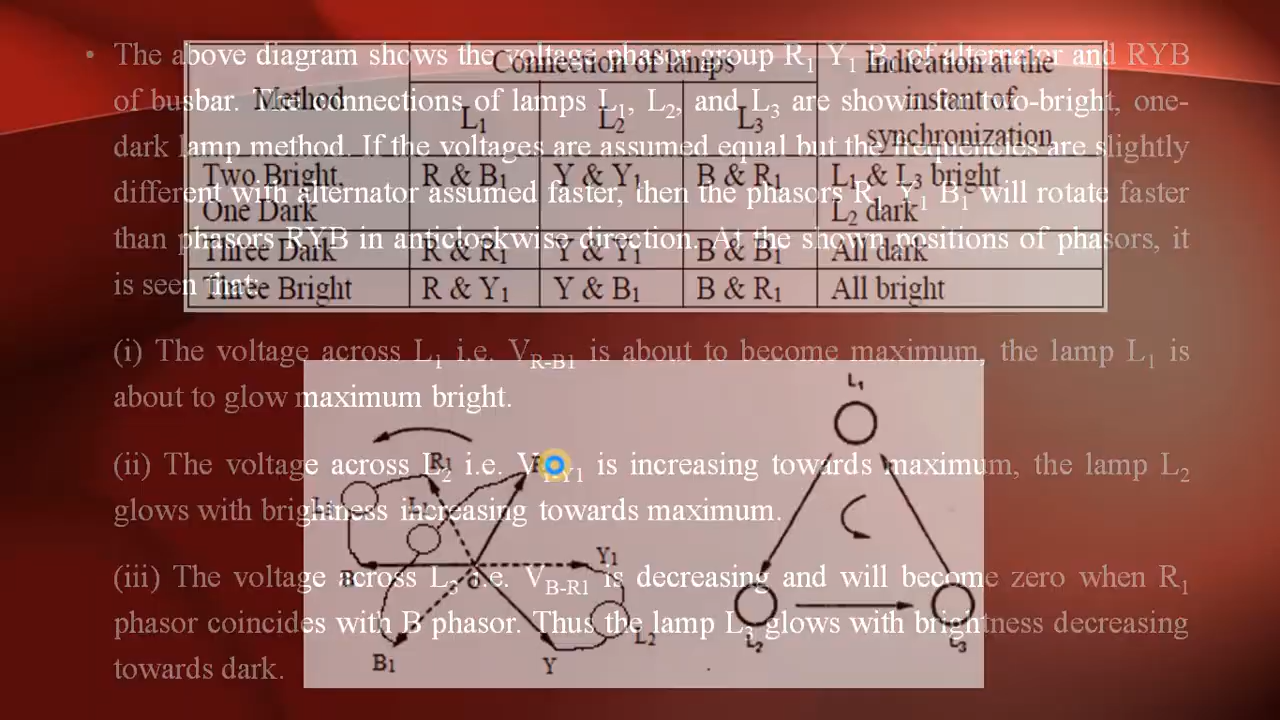 • The above diagram shows the voltage phasor group R₁ Y₁ B₁ of alternator and RYB
of busbar. The connections of lamps L₁, L₂, and L₃ are shown for two-bright, one-
dark lamp method. If the voltages are assumed equal but the frequencies are slightly
different with alternator assumed faster, then the phasors R₁ Y₁ B₁ will rotate faster
than phasors RYB in anticlockwise direction. At the shown positions of phasors, it
is seen that:
(i) The voltage across L₁ i.e. V_R-B1 is about to become maximum, the lamp L₁ is
about to glow maximum bright.
(ii) The voltage across L₂ i.e. is increasing towards maximum, the lamp L₂
glows with brightness increasing towards maximum.
(iii) The voltage across L₃ i.e. V_B-R1 is decreasing and will become zero when R₁
phasor coincides with B phasor. Thus the lamp L₃ glows with brightness decreasing
towards dark.
Method Connection of lamps Indication at the
L₁ L₂ L₃ instant of
synchronization
Two Bright, R & B₁ Y & Y₁ B & R₁ L₁ & L₃ bright
One Dark L₂ dark
Three Dark R & R₁ Y & Y₁ B & B₁ All dark
Three Bright R & Y₁ Y & B₁ B & R₁ All bright
R₁
L₃
L₁
Y₁
B
O
L₂
B₁
Y
L₁
L₂
L₃